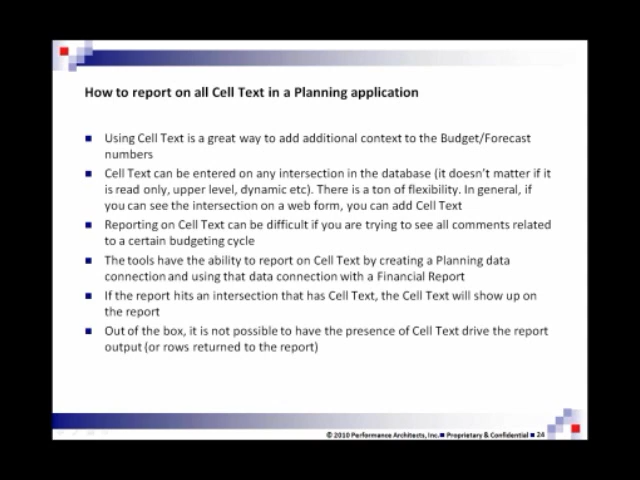 How to report on all Cell Text in a Planning application
■ Using Cell Text is a great way to add additional context to the Budget/Forecast
numbers
■ Cell Text can be entered on any intersection in the database (it doesn't matter if it
is read only, upper level, dynamic etc). There is a ton of flexibility. In general, if
you can see the intersection on a web form, you can add Cell Text
■ Reporting on Cell Text can be difficult if you are trying to see all comments related
to a certain budgeting cycle
■ The tools have the ability to report on Cell Text by creating a Planning data
connection and using that data connection with a Financial Report
■ If the report hits an intersection that has Cell Text, the Cell Text will show up on
the report
■ Out of the box, it is not possible to have the presence of Cell Text drive the report
output (or rows returned to the report)
© 2010 Performance Architects, Inc. ■ Proprietary & Confidential ■ 24